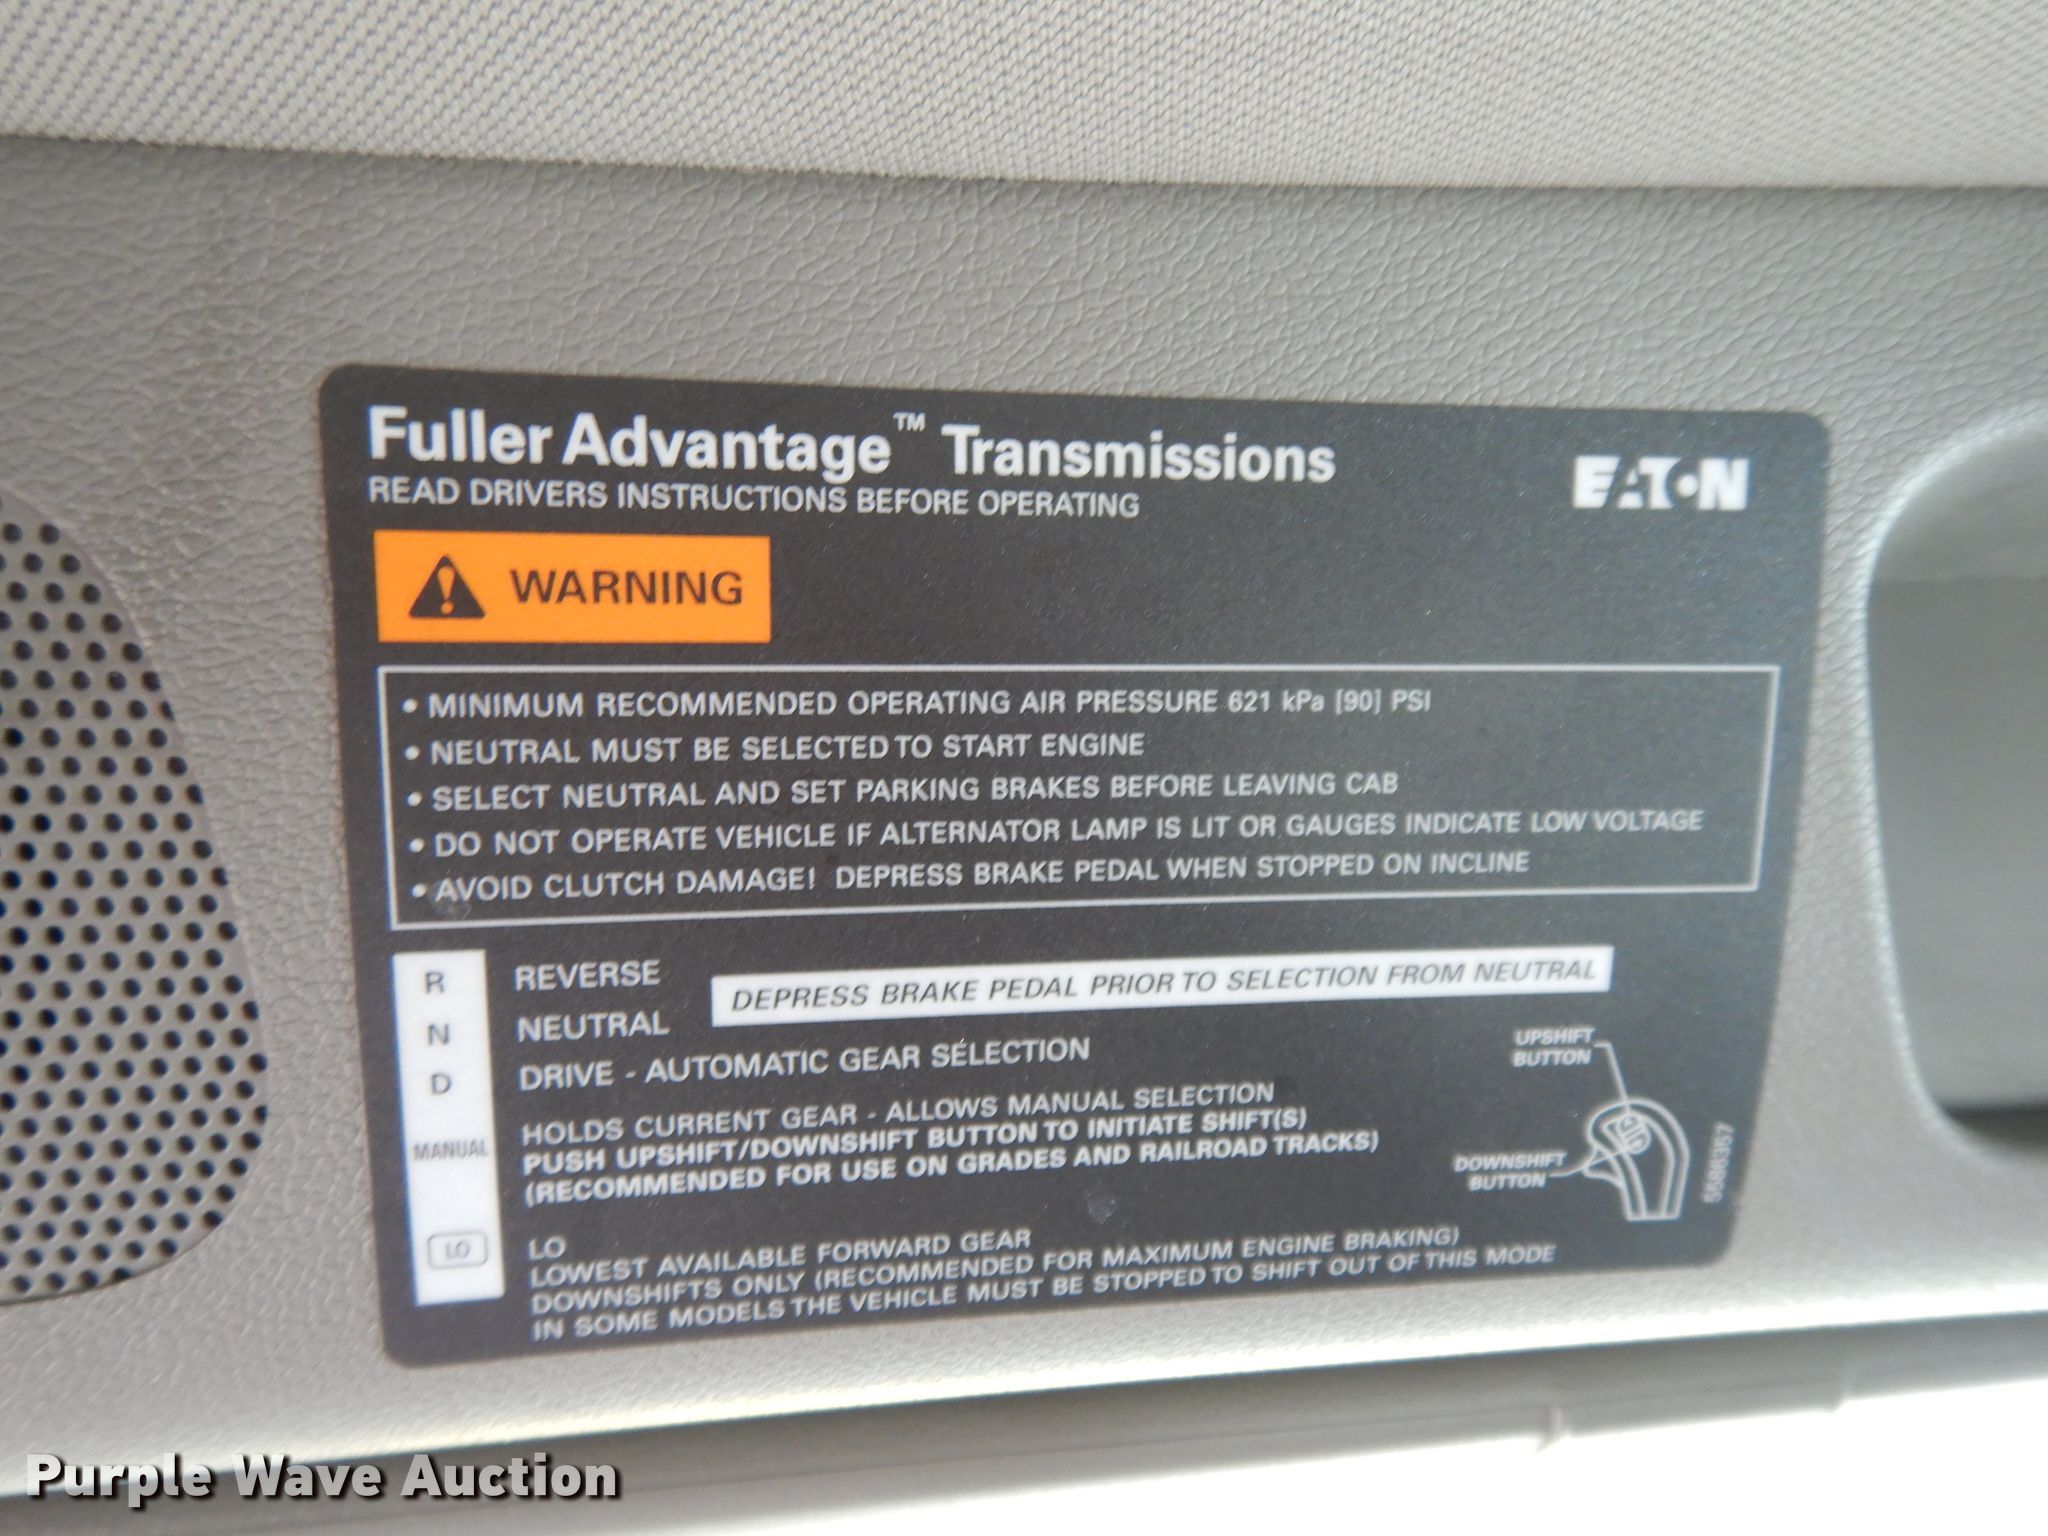 Fuller Advantage™ Transmissions
EATON
READ DRIVERS INSTRUCTIONS BEFORE OPERATING
WARNING
• MINIMUM RECOMMENDED OPERATING AIR PRESSURE 621 kPa [90] PSI
• NEUTRAL MUST BE SELECTED TO START ENGINE
• SELECT NEUTRAL AND SET PARKING BRAKES BEFORE LEAVING CAB
• DO NOT OPERATE VEHICLE IF ALTERNATOR LAMP IS LIT OR GAUGES INDICATE LOW VOLTAGE
• AVOID CLUTCH DAMAGE! DEPRESS BRAKE PEDAL WHEN STOPPED ON INCLINE
R REVERSE
DEPRESS BRAKE PEDAL PRIOR TO SELECTION FROM NEUTRAL
N NEUTRAL
D DRIVE - AUTOMATIC GEAR SELECTION
MANUAL
HOLDS CURRENT GEAR - ALLOWS MANUAL SELECTION
PUSH UPSHIFT/DOWNSHIFT BUTTON TO INITIATE SHIFT(S)
(RECOMMENDED FOR USE ON GRADES AND RAILROAD TRACKS)
UPSHIFT
BUTTON
DOWNSHIFT
BUTTON
5586357
LO LO
LOWEST AVAILABLE FORWARD GEAR
DOWNSHIFTS ONLY (RECOMMENDED FOR MAXIMUM ENGINE BRAKING)
IN SOME MODELS THE VEHICLE MUST BE STOPPED TO SHIFT OUT OF THIS MODE
Purple Wave Auction